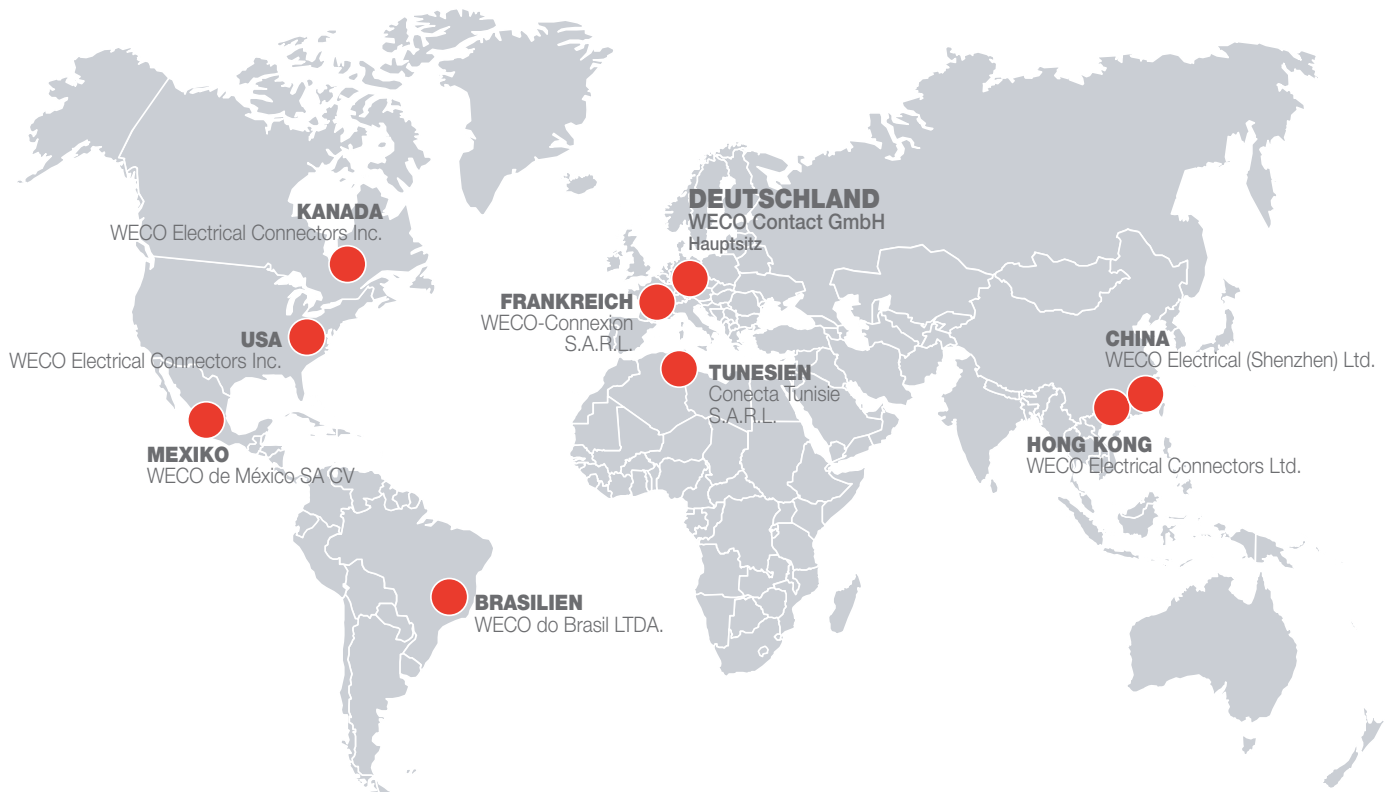 KANADA
WECO Electrical Connectors Inc.
USA
WECO Electrical Connectors Inc.
MEXIKO
WECO de México SA CV
BRASILIEN
WECO do Brasil LTDA.
DEUTSCHLAND
WECO Contact GmbH
Hauptsitz
FRANKREICH
WECO-Connexion
S.A.R.L.
TUNESIEN
Conecta Tunisie
S.A.R.L.
CHINA
WECO Electrical (Shenzhen) Ltd.
HONG KONG
WECO Electrical Connectors Ltd.